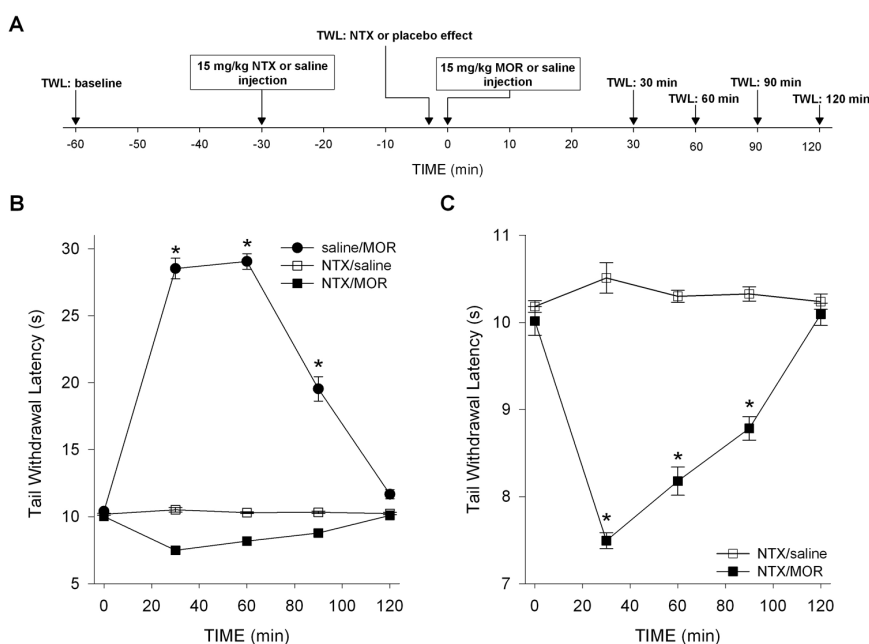 A
TWL: NTX or placebo effect
TWL: baseline
15 mg/kg NTX or saline
injection
15 mg/kg MOR or saline
injection
TWL: 30 min
TWL: 60 min
TWL: 90 min
TWL: 120 min
-60 -50 -40 -30 -20 -10 0 10 20 30 60 90 120
TIME (min)
B
Tail Withdrawal Latency (s)
30
25
20
15
10
5
* * *
saline/MOR
NTX/saline
NTX/MOR
0 20 40 60 80 100 120
TIME (min)
C
Tail Withdrawal Latency (s)
11
10
9
8
7
* * *
NTX/saline
NTX/MOR
0 20 40 60 80 100 120
TIME (min)